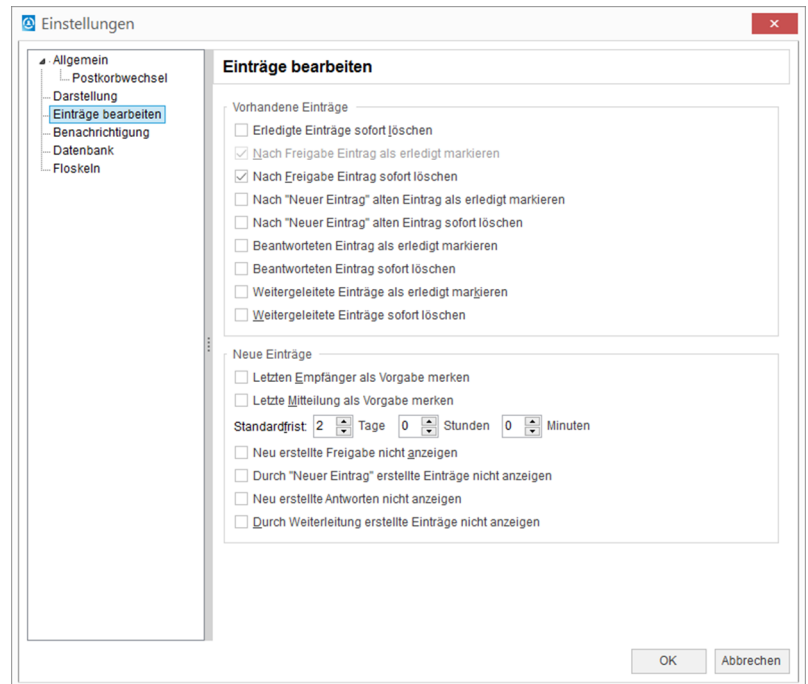 Einstellungen
Allgemein
Postkorbwechsel
Darstellung
Einträge bearbeiten
Benachrichtigung
Datenbank
Floskeln
Einträge bearbeiten
Vorhandene Einträge
Erledigte Einträge sofort löschen
Nach Freigabe Eintrag als erledigt markieren
Nach Freigabe Eintrag sofort löschen
Nach "Neuer Eintrag" alten Eintrag als erledigt markieren
Nach "Neuer Eintrag" alten Eintrag sofort löschen
Beantworteten Eintrag als erledigt markieren
Beantworteten Eintrag sofort löschen
Weitergeleitete Einträge als erledigt markieren
Weitergeleitete Einträge sofort löschen
Neue Einträge
Letzten Empfänger als Vorgabe merken
Letzte Mitteilung als Vorgabe merken
Standardfrist: 2 Tage 0 Stunden 0 Minuten
Neu erstellte Freigabe nicht anzeigen
Durch "Neuer Eintrag" erstellte Einträge nicht anzeigen
Neu erstellte Antworten nicht anzeigen
Durch Weiterleitung erstellte Einträge nicht anzeigen
OK Abbrechen